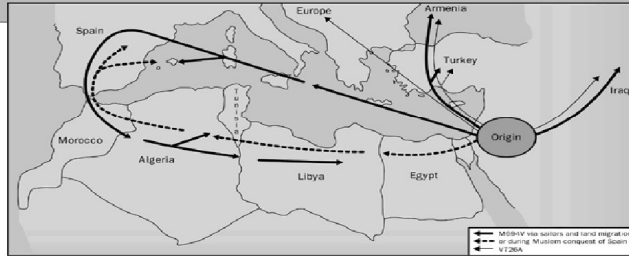 Europe
Armenia
Spain
Turkey
Iraq
Tunisia
Origin
Morocco
Algeria
Libya
Egypt
M694V via sailors and land migration
or during Muslem conquest of Spain
V726A